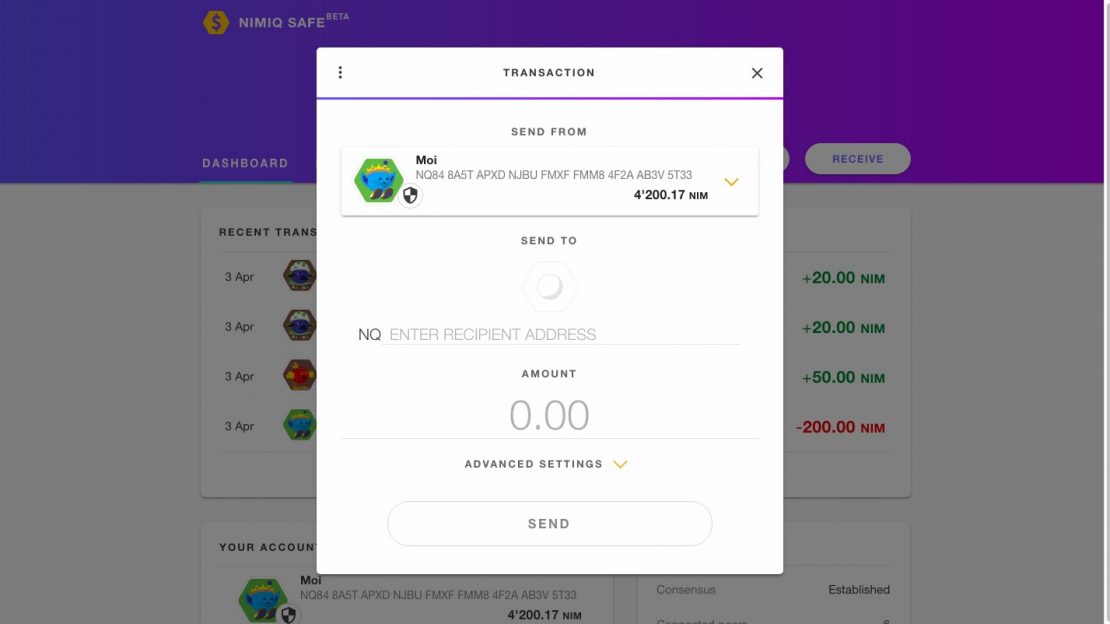 NIMIQ SAFE BETA
TRANSACTION
SEND FROM
DASHBOARD
RECEIVE
Moi
NQ84 8A5T APXD NJBU FMXF FMM8 4F2A AB3V 5T33
4'200.17 NIM
RECENT TRANS
SEND TO
3 Apr
+20.00 NIM
3 Apr
+20.00 NIM
NQ ENTER RECIPIENT ADDRESS
3 Apr
+50.00 NIM
AMOUNT
0.00
3 Apr
-200.00 NIM
ADVANCED SETTINGS
SEND
YOUR ACCOUN
Moi
NQ84 8A5T APXD NJBU FMXF FMM8 4F2A AB3V 5T33
4'200.17 NIM
Consensus
Established